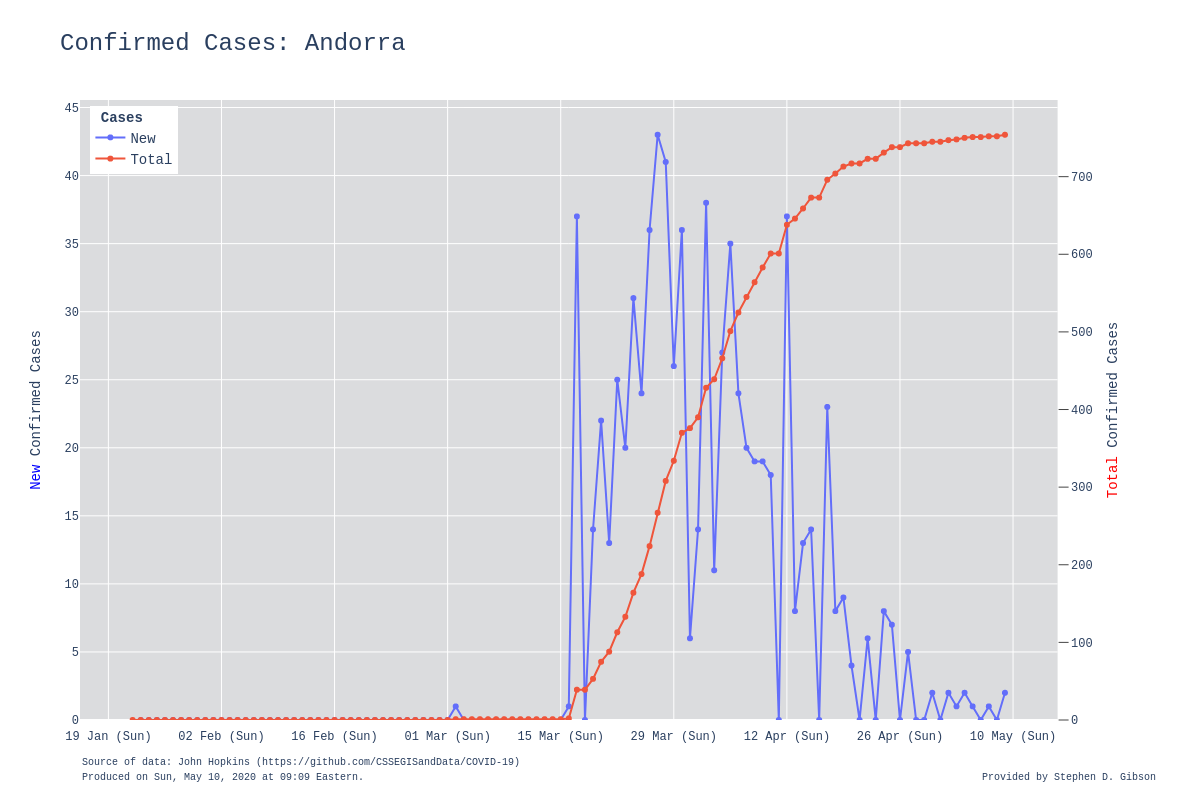 Confirmed Cases: Andorra
Cases
New
Total
45
40
35
30
25
20
15
10
5
0
New Confirmed Cases
700
600
500
400
300
200
100
0
Total Confirmed Cases
19 Jan (Sun) 02 Feb (Sun) 16 Feb (Sun) 01 Mar (Sun) 15 Mar (Sun) 29 Mar (Sun) 12 Apr (Sun) 26 Apr (Sun) 10 May (Sun)
Source of data: John Hopkins (https://github.com/CSSEGISandData/COVID-19)
Produced on Sun, May 10, 2020 at 09:09 Eastern.
Provided by Stephen D. Gibson